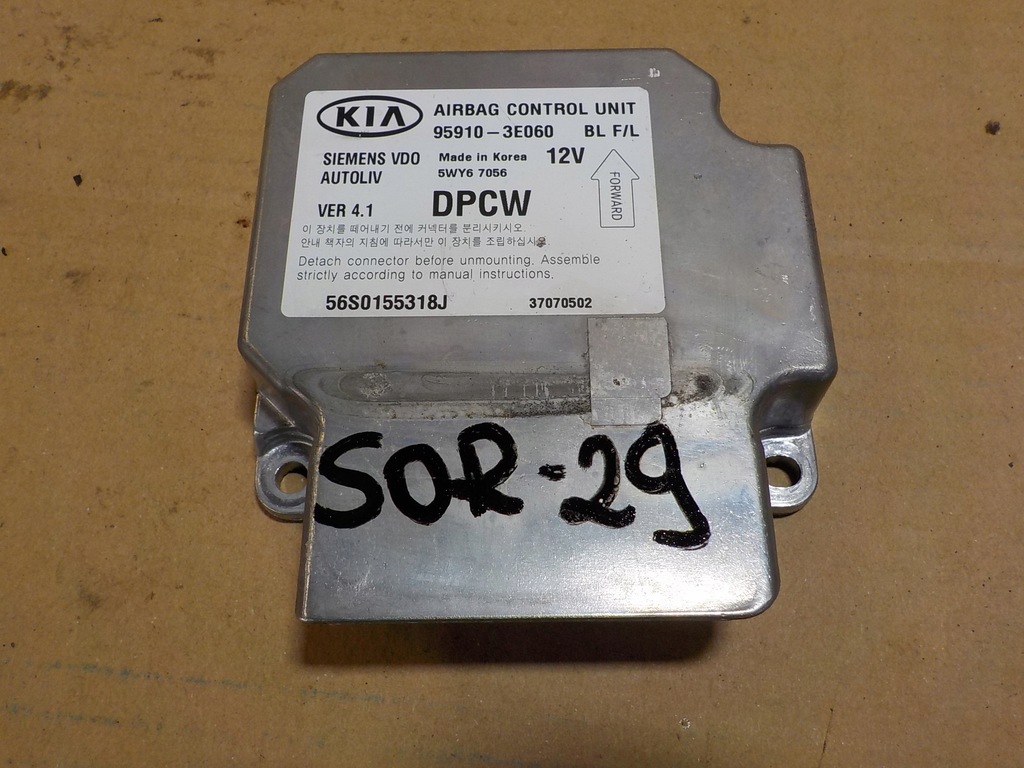 KIA AIRBAG CONTROL UNIT
95910-3E060 BL F/L
SIEMENS VDO Made in Korea 12V
AUTOLIV 5WY6 7056
FORWARD
VER 4.1 DPCW
이 장치를 떼어내기 전에 커넥터를 분리시키시오.
안내 책자의 지침에 따라서만 이 장치를 조립하십시오.
Detach connector before unmounting. Assemble
strictly according to manual instructions.
56S0155318J 37070502
SOR-29